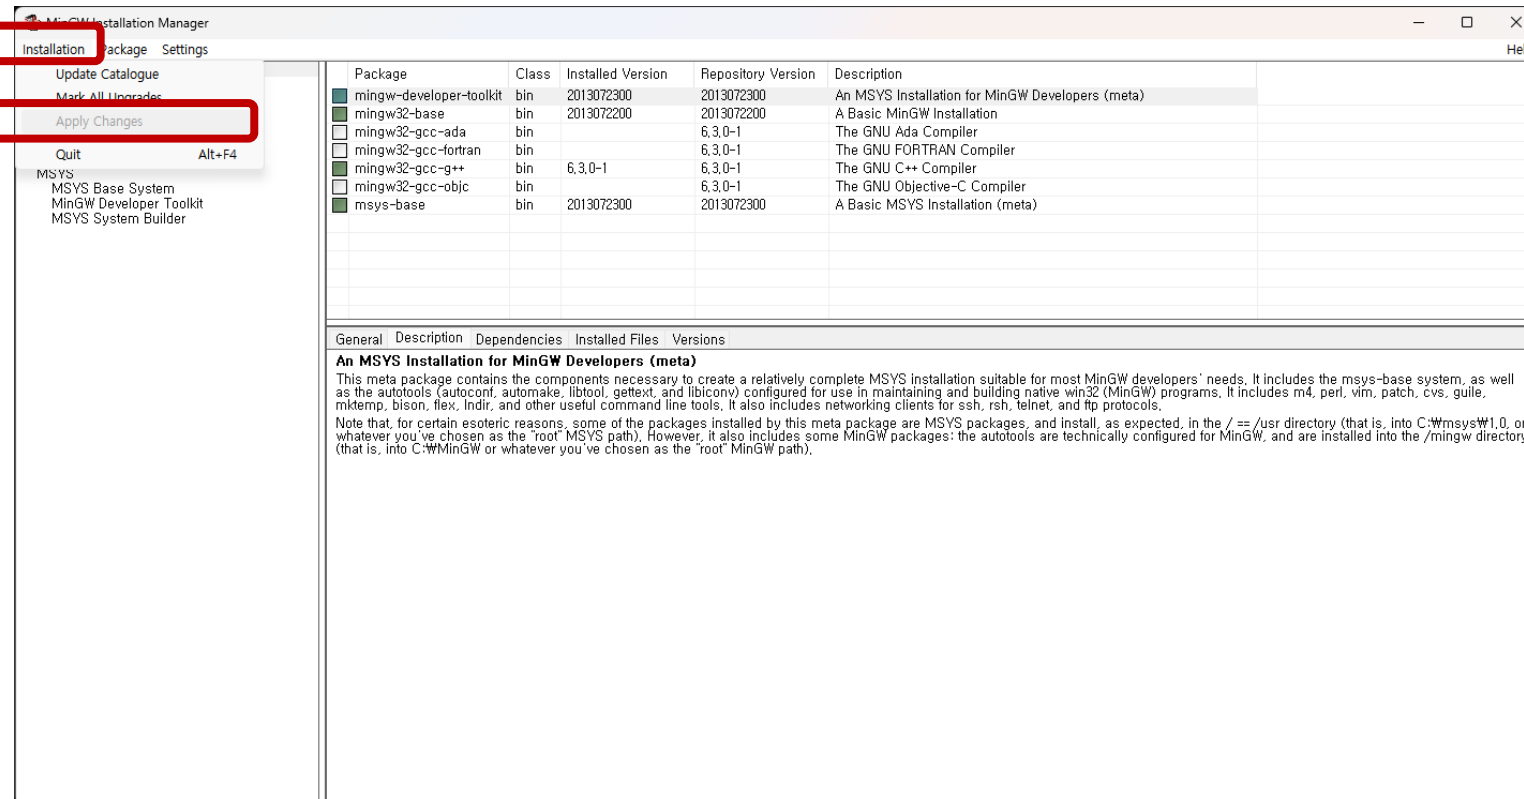 MinGW Installation Manager
Installation Package Settings Hel
Update Catalogue
Mark All Upgrades
Apply Changes
Quit Alt+F4
MSYS
MSYS Base System
MinGW Developer Toolkit
MSYS System Builder
Package Class Installed Version Repository Version Description
mingw-developer-toolkit bin 2013072300 2013072300 An MSYS Installation for MinGW Developers (meta)
mingw32-base bin 2013072200 2013072200 A Basic MinGW Installation
mingw32-gcc-ada bin 6.3.0-1 The GNU Ada Compiler
mingw32-gcc-fortran bin 6.3.0-1 The GNU FORTRAN Compiler
mingw32-gcc-g++ bin 6.3.0-1 6.3.0-1 The GNU C++ Compiler
mingw32-gcc-objc bin 6.3.0-1 The GNU Objective-C Compiler
msys-base bin 2013072300 2013072300 A Basic MSYS Installation (meta)
General Description Dependencies Installed Files Versions
An MSYS Installation for MinGW Developers (meta)
This meta package contains the components necessary to create a relatively complete MSYS installation suitable for most MinGW developers' needs. It includes the msys-base system, as well
as the autotools (autoconf, automake, libtool, gettext, and libiconv) configured for use in maintaining and building native win32 (MinGW) programs. It includes m4, perl, vim, patch, cvs, guile,
mktemp, bison, flex, lndir, and other useful command line tools. It also includes networking clients for ssh, rsh, telnet, and ftp protocols.
Note that, for certain esoteric reasons, some of the packages installed by this meta package are MSYS packages, and install, as expected, in the / == /usr directory (that is, into C:₩msys₩1.0, or
whatever you've chosen as the "root" MSYS path). However, it also includes some MinGW packages: the autotools are technically configured for MinGW, and are installed into the /mingw directory
(that is, into C:₩MinGW or whatever you've chosen as the "root" MinGW path).